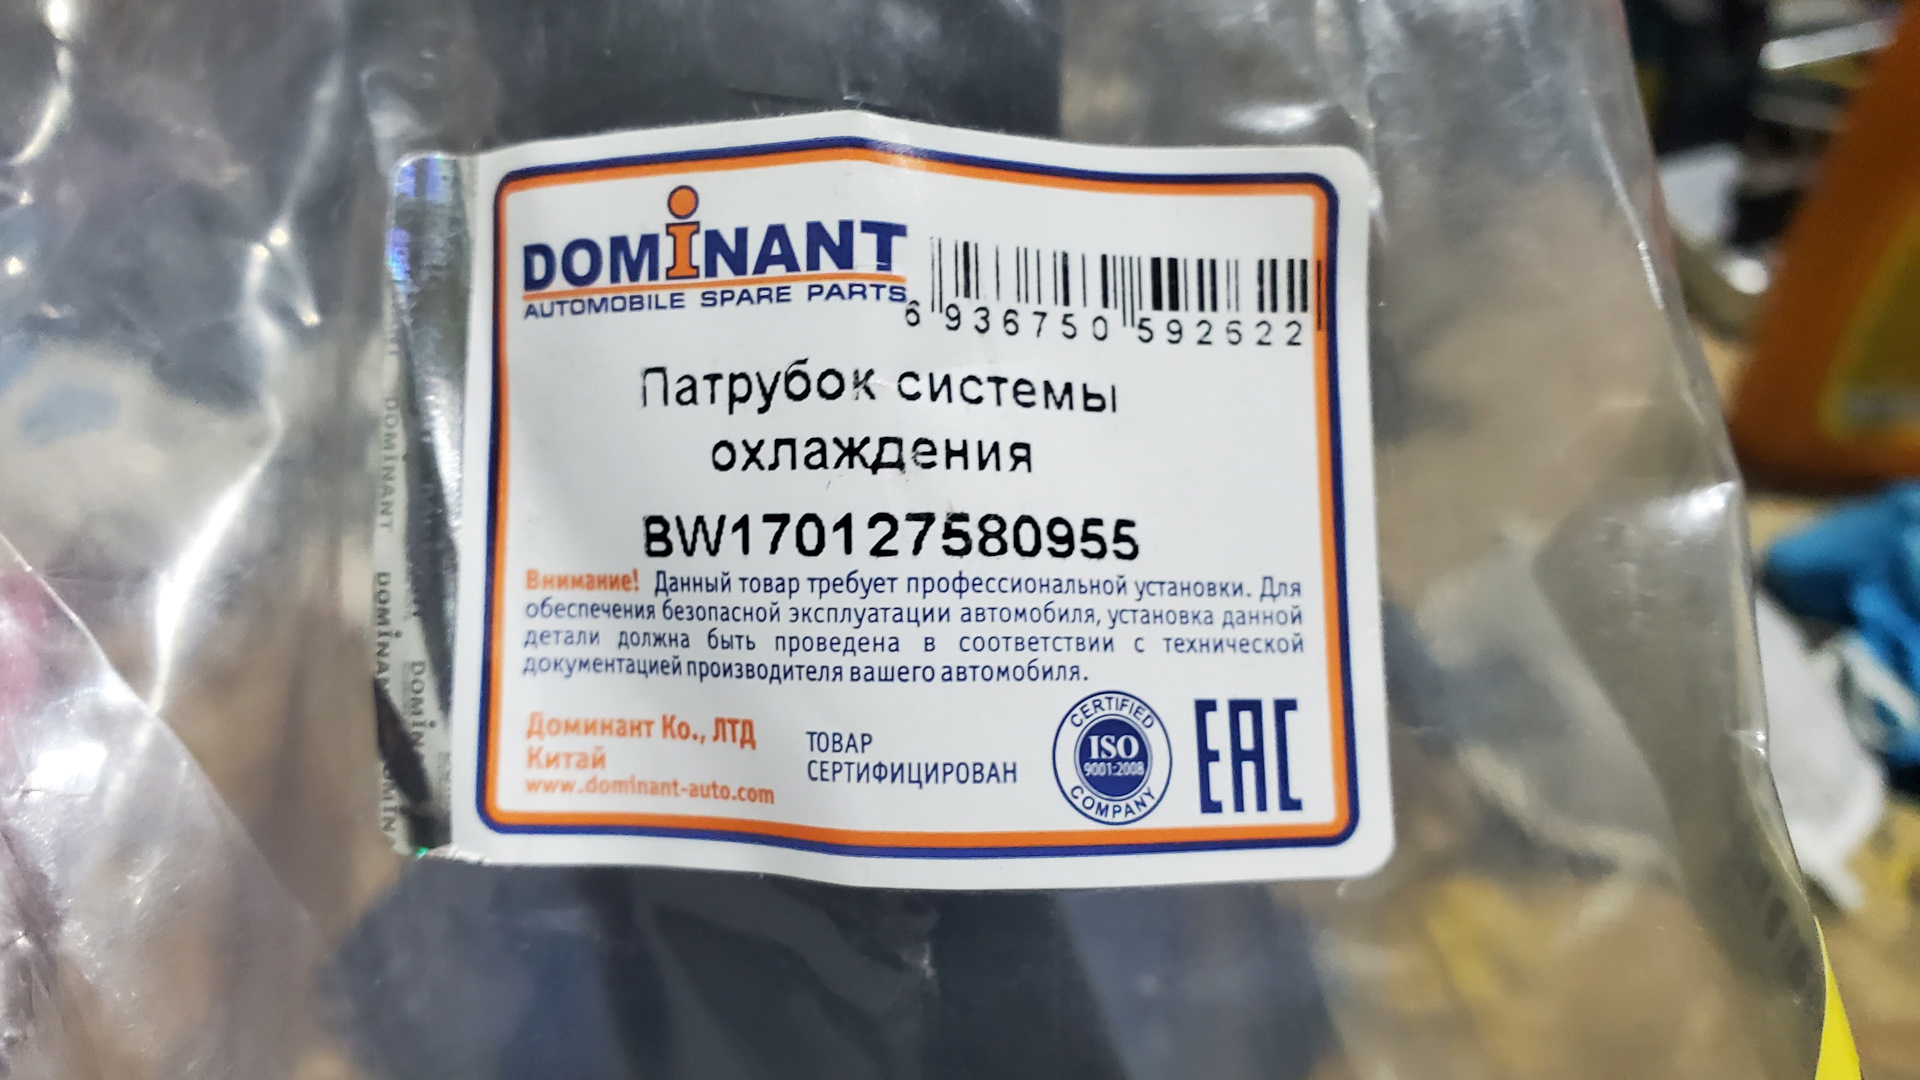 DOMiNANT
AUTOMOBILE SPARE PARTS
6 936750 592622
Патрубок системы
охлаждения
BW170127580955
Внимание! Данный товар требует профессиональной установки. Для
обеспечения безопасной эксплуатации автомобиля, установка данной
детали должна быть проведена в соответствии с технической
документацией производителя вашего автомобиля.
Доминант Ко., ЛТД
Китай
www.dominant-auto.com
ТОВАР
СЕРТИФИЦИРОВАН
CERTIFIED
ISO
9001:2008
COMPANY
EAC
DOMiNANT
DOMiNANT